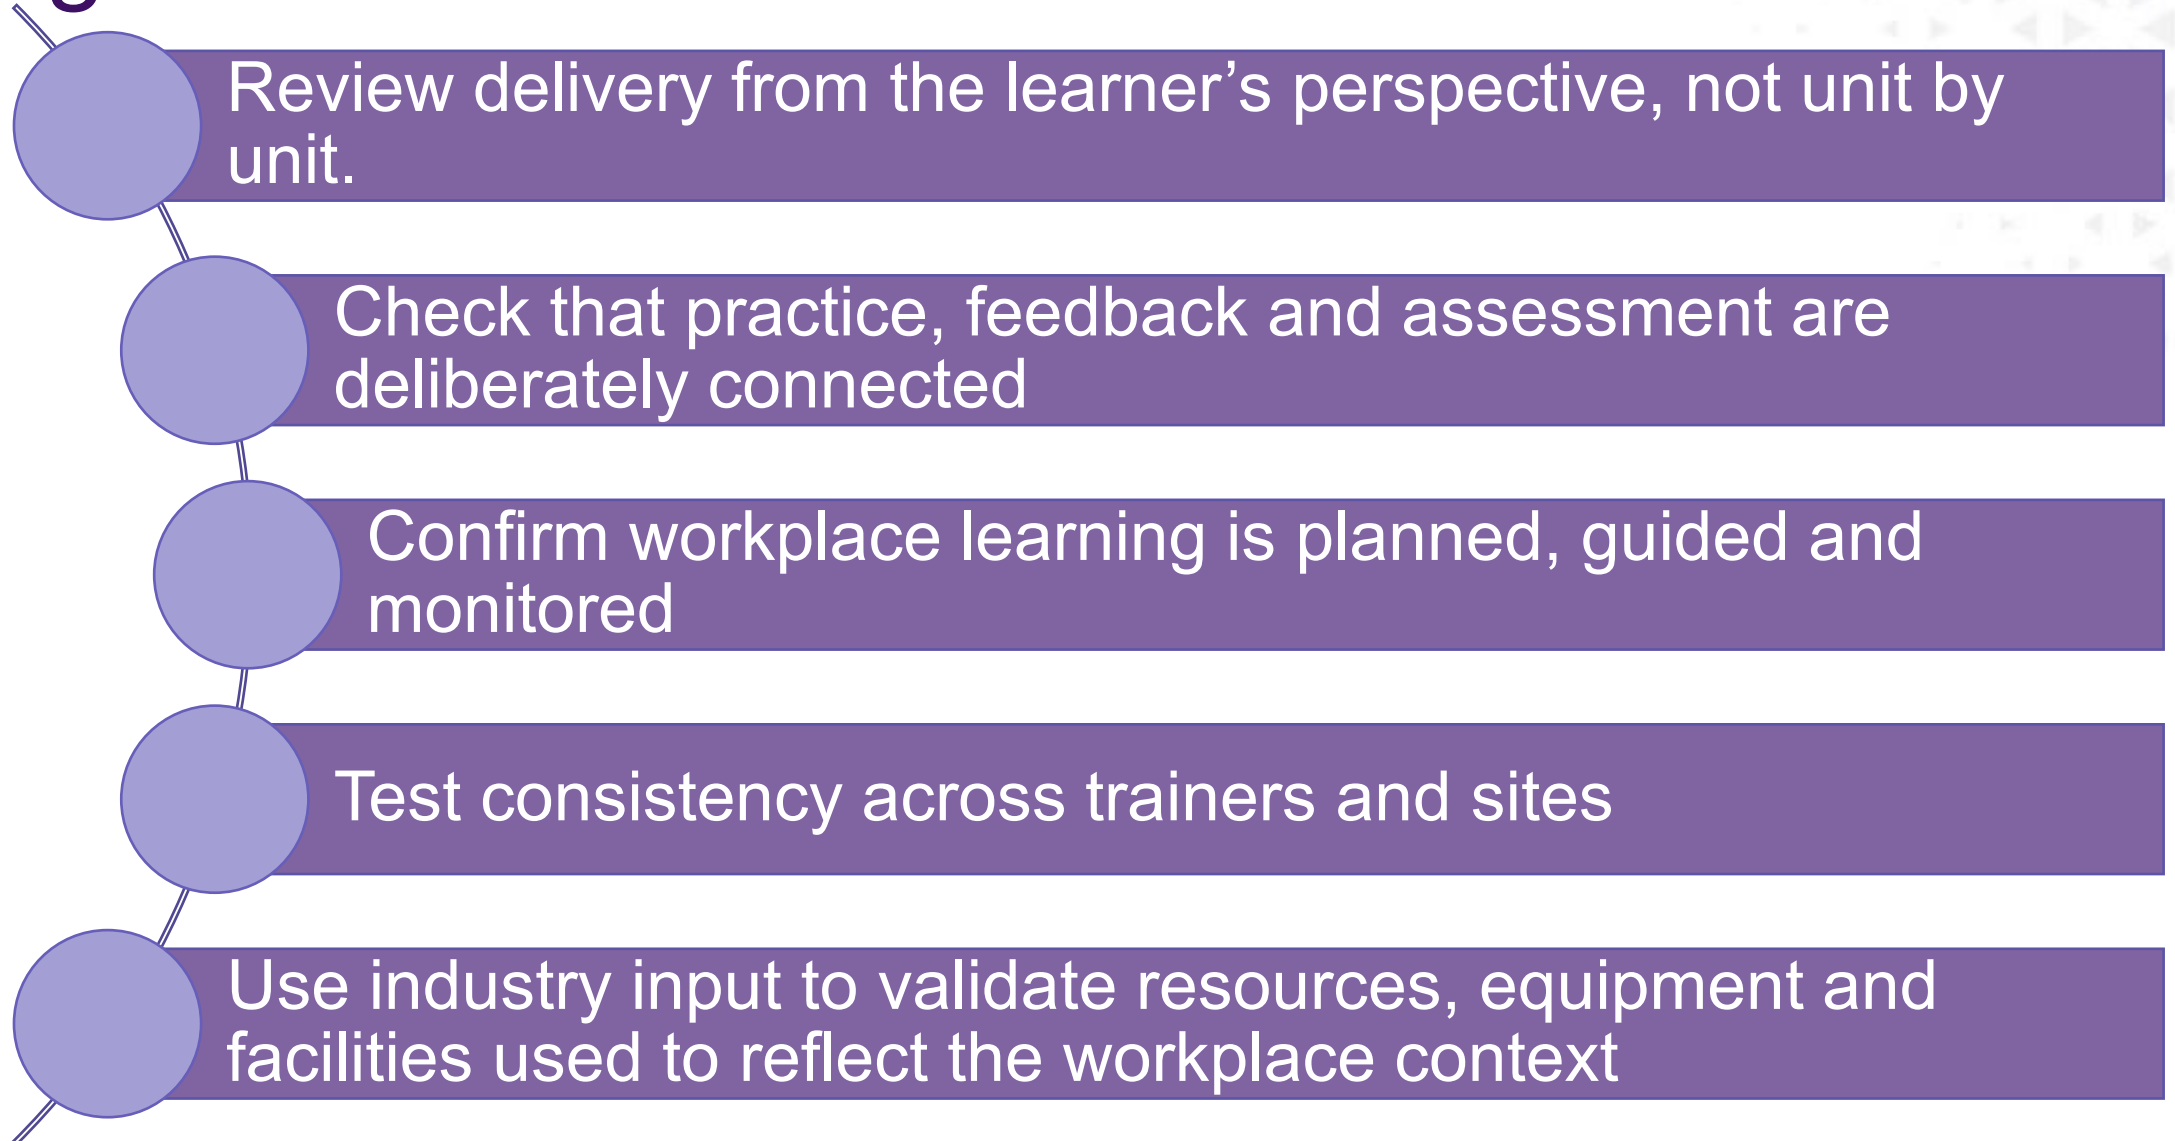 Review delivery from the learner’s perspective, not unit by
unit.
Check that practice, feedback and assessment are
deliberately connected
Confirm workplace learning is planned, guided and
monitored
Test consistency across trainers and sites
Use industry input to validate resources, equipment and
facilities used to reflect the workplace context